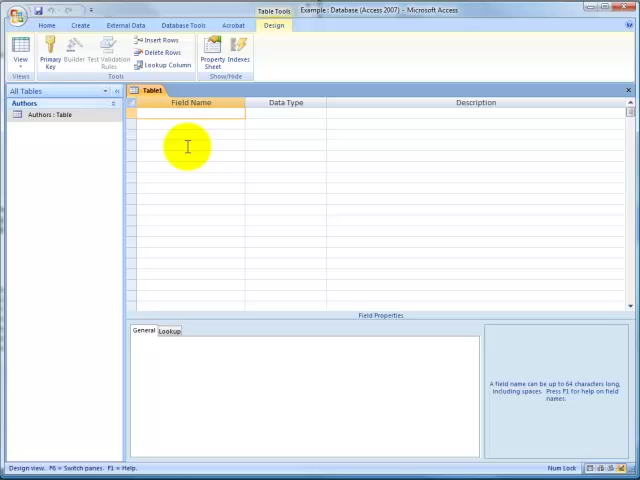 Table Tools
Example : Database (Access 2007) - Microsoft Access
Home
Create
External Data
Database Tools
Acrobat
Design
View
Primary Key
Builder
Test Validation Rules
Insert Rows
Delete Rows
Lookup Column
Property Sheet
Indexes
Views
Tools
Show/Hide
All Tables
Authors
Authors : Table
Table1
Field Name
Data Type
Description
Field Properties
General
Lookup
A field name can be up to 64 characters long,
including spaces. Press F1 for help on field
names.
Design view. F6 = Switch panes. F1 = Help.
Num Lock